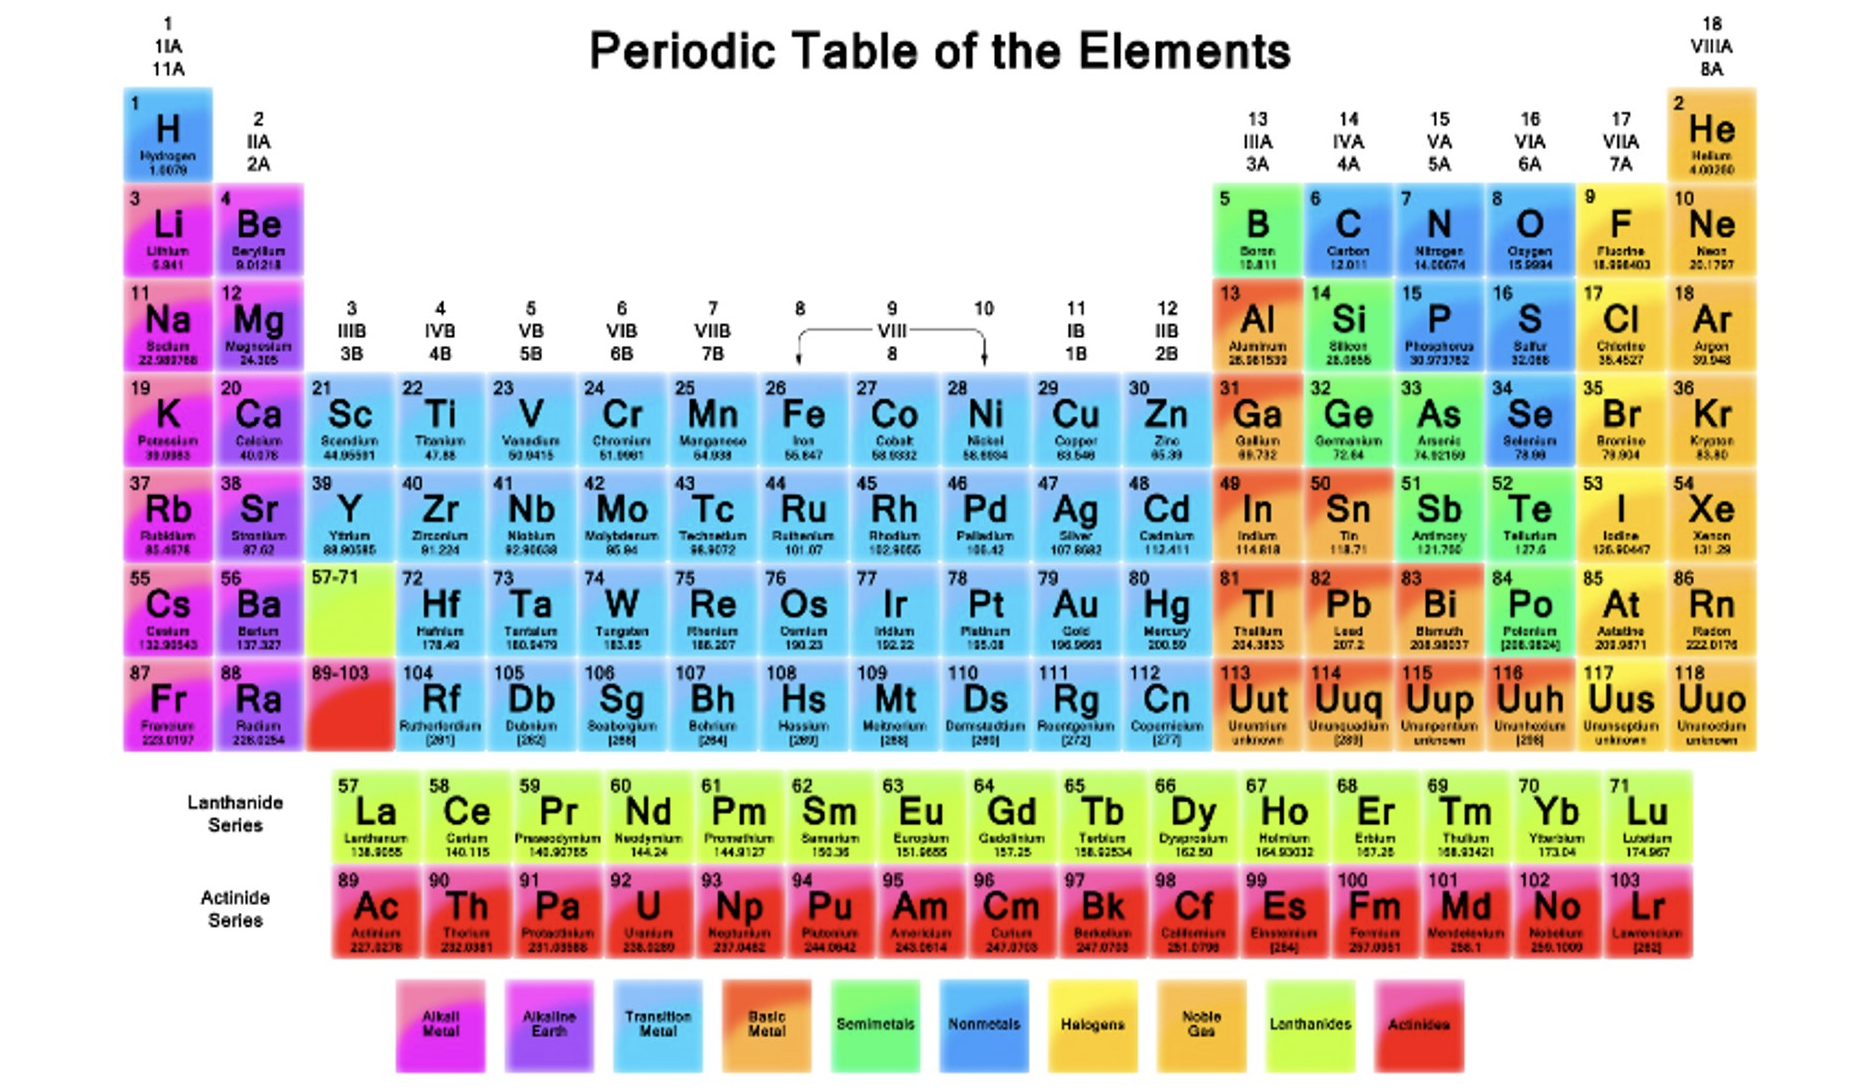 Periodic Table of the Elements
1 18
1IA VIIIA
11A 8A
1 2
H He
Hydrogen Helium
1.0079 4.00260
2 13 14 15 16 17
IIA IIIA IVA VA VIA VIIA
2A 3A 4A 5A 6A 7A
3 4 5 6 7 8 9 10
Li Be B C N O F Ne
Lithium Beryllium Boron Carbon Nitrogen Oxygen Fluorine Neon
6.941 9.01218 10.811 12.011 14.00674 15.9994 18.998403 20.1797
11 12 13 14 15 16 17 18
Na Mg Al Si P S Cl Ar
Sodium Magnesium Aluminum Silicon Phosphorus Sulfur Chlorine Argon
22.989768 24.305 26.981539 28.0855 30.973762 32.066 35.4527 39.948
3 4 5 6 7 8 9 10 11 12
IIIB IVB VB VIB VIIB VIII IB IIB
3B 4B 5B 6B 7B 8 1B 2B
19 20 21 22 23 24 25 26 27 28 29 30 31 32 33 34 35 36
K Ca Sc Ti V Cr Mn Fe Co Ni Cu Zn Ga Ge As Se Br Kr
Potassium Calcium Scandium Titanium Vanadium Chromium Manganese Iron Cobalt Nickel Copper Zinc Gallium Germanium Arsenic Selenium Bromine Krypton
39.0983 40.078 44.95591 47.88 50.9415 51.9961 54.938 55.847 58.9332 58.6934 63.546 65.39 69.732 72.64 74.92159 78.96 79.904 83.80
37 38 39 40 41 42 43 44 45 46 47 48 49 50 51 52 53 54
Rb Sr Y Zr Nb Mo Tc Ru Rh Pd Ag Cd In Sn Sb Te I Xe
Rubidium Strontium Yttrium Zirconium Niobium Molybdenum Technetium Ruthenium Rhodium Palladium Silver Cadmium Indium Tin Antimony Tellurium Iodine Xenon
85.4678 87.62 88.90585 91.224 92.90638 95.94 98.9072 101.07 102.9055 106.42 107.8682 112.411 114.818 118.71 121.760 127.6 126.90447 131.29
55 56 57-71 72 73 74 75 76 77 78 79 80 81 82 83 84 85 86
Cs Ba Hf Ta W Re Os Ir Pt Au Hg Tl Pb Bi Po At Rn
Cesium Barium Hafnium Tantalum Tungsten Rhenium Osmium Iridium Platinum Gold Mercury Thallium Lead Bismuth Polonium Astatine Radon
132.90543 137.327 178.49 180.9479 183.85 186.207 190.23 192.22 195.08 196.9665 200.59 204.3833 207.2 208.98037 [208.9824] 209.9871 222.0176
87 88 89-103 104 105 106 107 108 109 110 111 112 113 114 115 116 117 118
Fr Ra Rf Db Sg Bh Hs Mt Ds Rg Cn Uut Uuq Uup Uuh Uus Uuo
Francium Radium Rutherfordium Dubnium Seaborgium Bohrium Hassium Meitnerium Darmstadtium Roentgenium Copernicium Ununtrium Ununquadium Ununpentium Ununhexium Ununseptium Ununoctium
223.0197 226.0254 [261] [262] [266] [264] [269] [268] [269] [272] [277] unknown [289] unknown [298] unknown unknown
Lanthanide
Series
57 58 59 60 61 62 63 64 65 66 67 68 69 70 71
La Ce Pr Nd Pm Sm Eu Gd Tb Dy Ho Er Tm Yb Lu
Lanthanum Cerium Praseodymium Neodymium Promethium Samarium Europium Gadolinium Terbium Dysprosium Holmium Erbium Thulium Ytterbium Lutetium
138.9055 140.115 140.90765 144.24 144.9127 150.36 151.9655 157.25 158.92534 162.50 164.93032 167.26 168.93421 173.04 174.967
Actinide
Series
89 90 91 92 93 94 95 96 97 98 99 100 101 102 103
Ac Th Pa U Np Pu Am Cm Bk Cf Es Fm Md No Lr
Actinium Thorium Protactinium Uranium Neptunium Plutonium Americium Curium Berkelium Californium Einsteinium Fermium Mendelevium Nobelium Lawrencium
227.0278 232.0381 231.03588 238.0289 237.0482 244.0642 243.0614 247.0703 247.0703 251.0796 [254] 257.0951 258.1 259.1009 [262]
Alkali
Metal
Alkaline
Earth
Transition
Metal
Basic
Metal
Semimetals
Nonmetals
Halogens
Noble
Gas
Lanthanides
Actinides